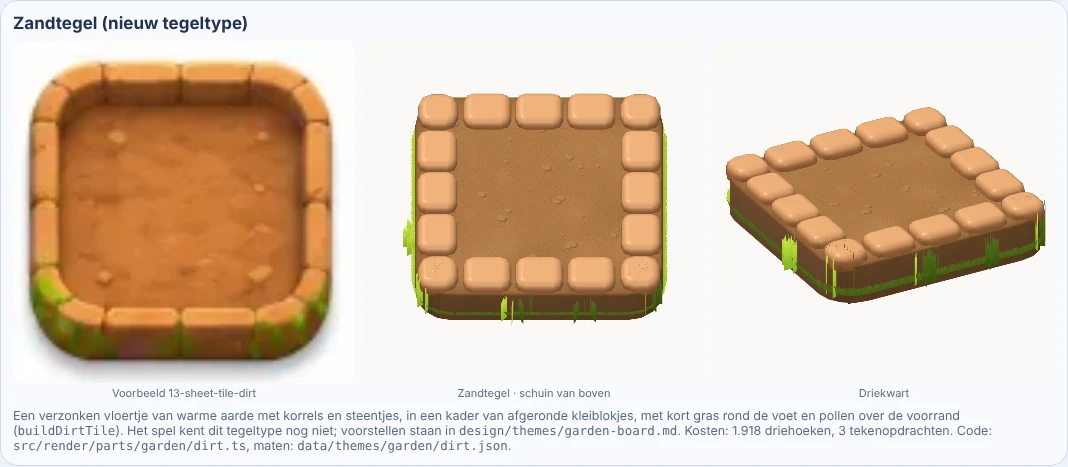 Zandtegel (nieuw tegeltype)
Voorbeeld 13-sheet-tile-dirt
Zandtegel · schuin van boven
Driekwart
Een verzonken vloertje van warme aarde met korrels en steentjes, in een kader van afgeronde kleiblokjes, met kort gras rond de voet en pollen over de voorrand
(buildDirtTile). Het spel kent dit tegeltype nog niet; voorstellen staan in design/themes/garden-board.md. Kosten: 1.918 driehoeken, 3 tekenopdrachten. Code:
src/render/parts/garden/dirt.ts, maten: data/themes/garden/dirt.json.